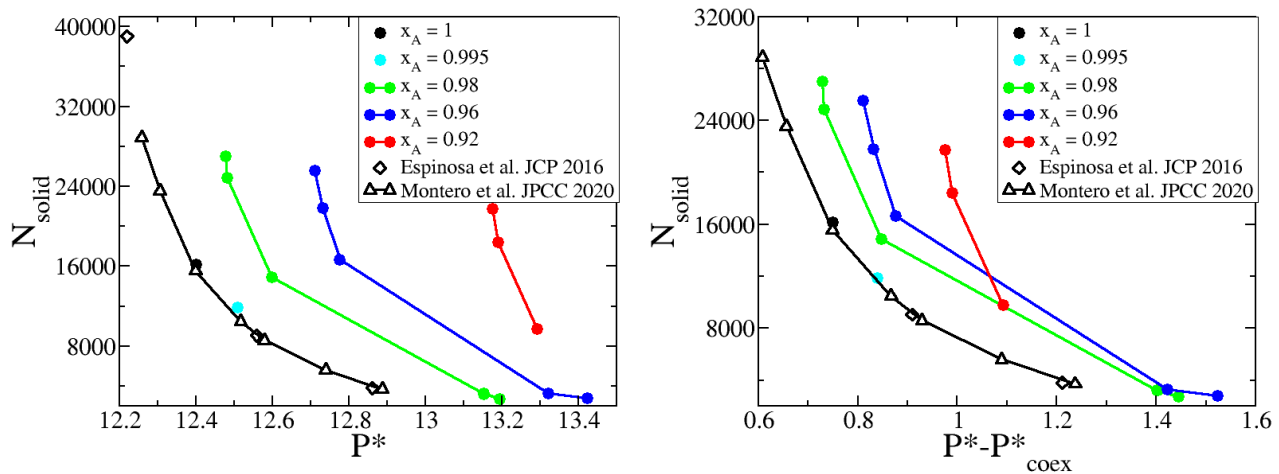 40000
32000
24000
16000
8000
N_solid
12.2 12.4 12.6 12.8 13 13.2 13.4
P*
x_A = 1
x_A = 0.995
x_A = 0.98
x_A = 0.96
x_A = 0.92
Espinosa et al. JCP 2016
Montero et al. JPCC 2020
32000
24000
16000
8000
N_solid
0.6 0.8 1 1.2 1.4 1.6
P*-P*_coex
x_A = 1
x_A = 0.995
x_A = 0.98
x_A = 0.96
x_A = 0.92
Espinosa et al. JCP 2016
Montero et al. JPCC 2020